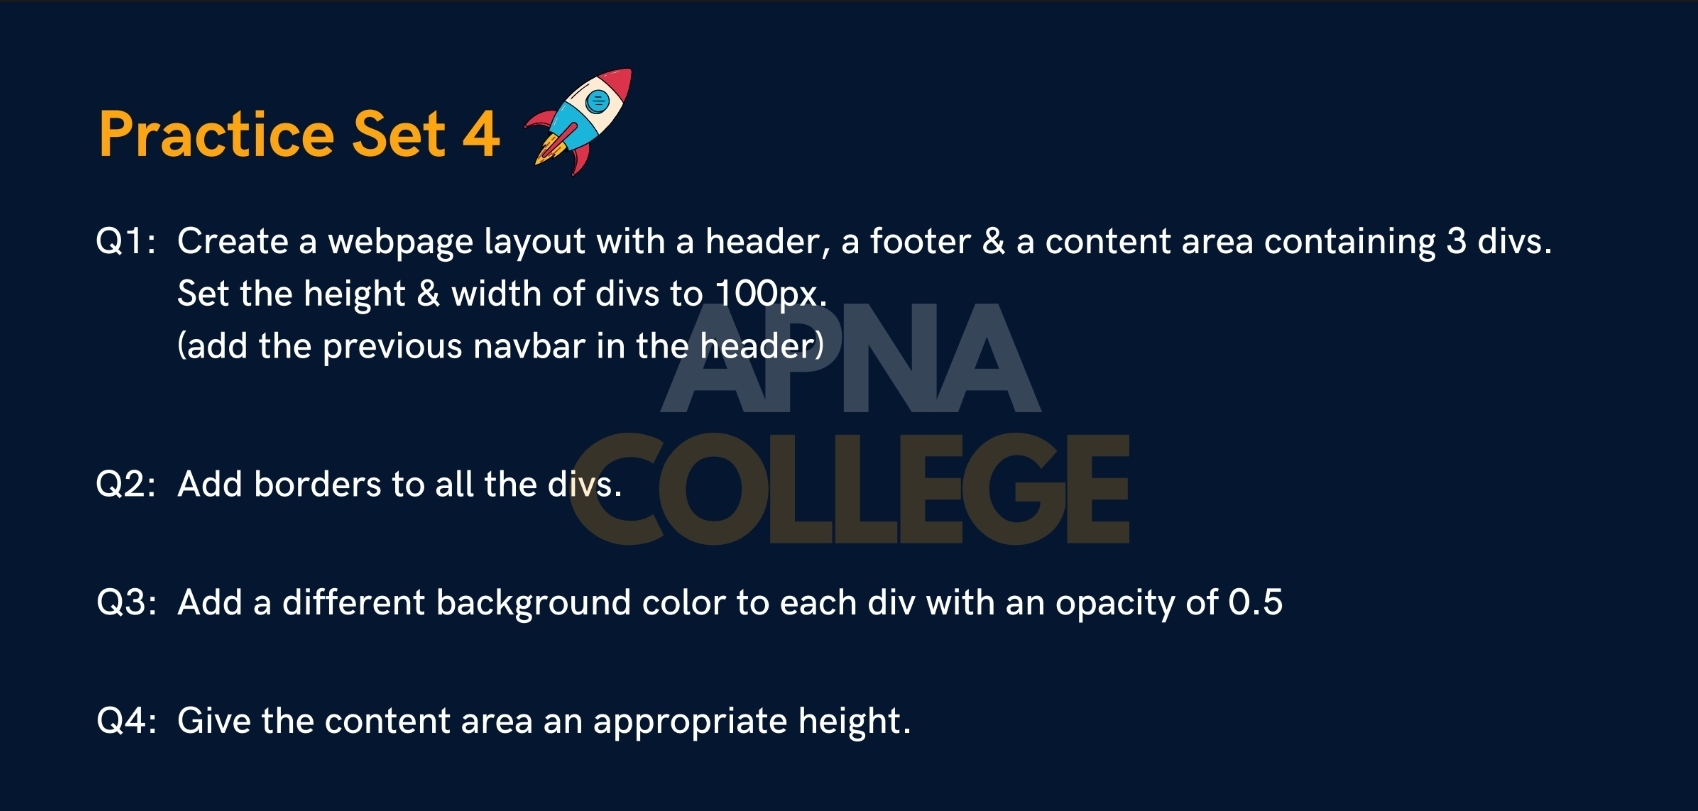 Practice Set 4
Q1: Create a webpage layout with a header, a footer & a content area containing 3 divs.
Set the height & width of divs to 100px.
(add the previous navbar in the header)
APNA
COLLEGE
Q2: Add borders to all the divs.
Q3: Add a different background color to each div with an opacity of 0.5
Q4: Give the content area an appropriate height.